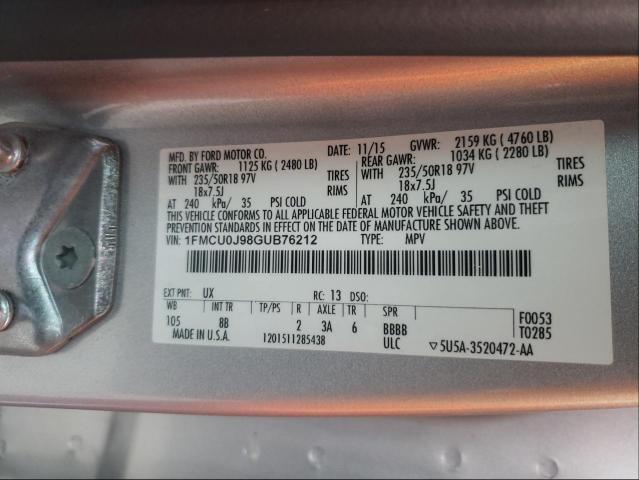 MFD. BY FORD MOTOR CO.
DATE: 11/15 GVWR: 2159 KG ( 4760 LB)
FRONT GAWR: 1125 KG ( 2480 LB)
REAR GAWR: 1034 KG ( 2280 LB)
WITH 235/50R18 97V TIRES
235/50R18 97V TIRES
18x7.5J RIMS
18x7.5J RIMS
AT 240 kPa/ 35 PSI COLD
AT 240 kPa/ 35 PSI COLD
THIS VEHICLE CONFORMS TO ALL APPLICABLE FEDERAL MOTOR VEHICLE SAFETY AND THEFT
PREVENTION STANDARDS IN EFFECT ON THE DATE OF MANUFACTURE SHOWN ABOVE.
VIN: 1FMCU0J98GUB76212 TYPE: MPV
EXT PNT: UX RC: 13 DSO:
WB INT TR TP/PS R AXLE TR SPR F0053
105 8B 2 3A 6 BBBB T0285
MADE IN U.S.A. 1201511285438 ULC ▽5U5A-3520472-AA